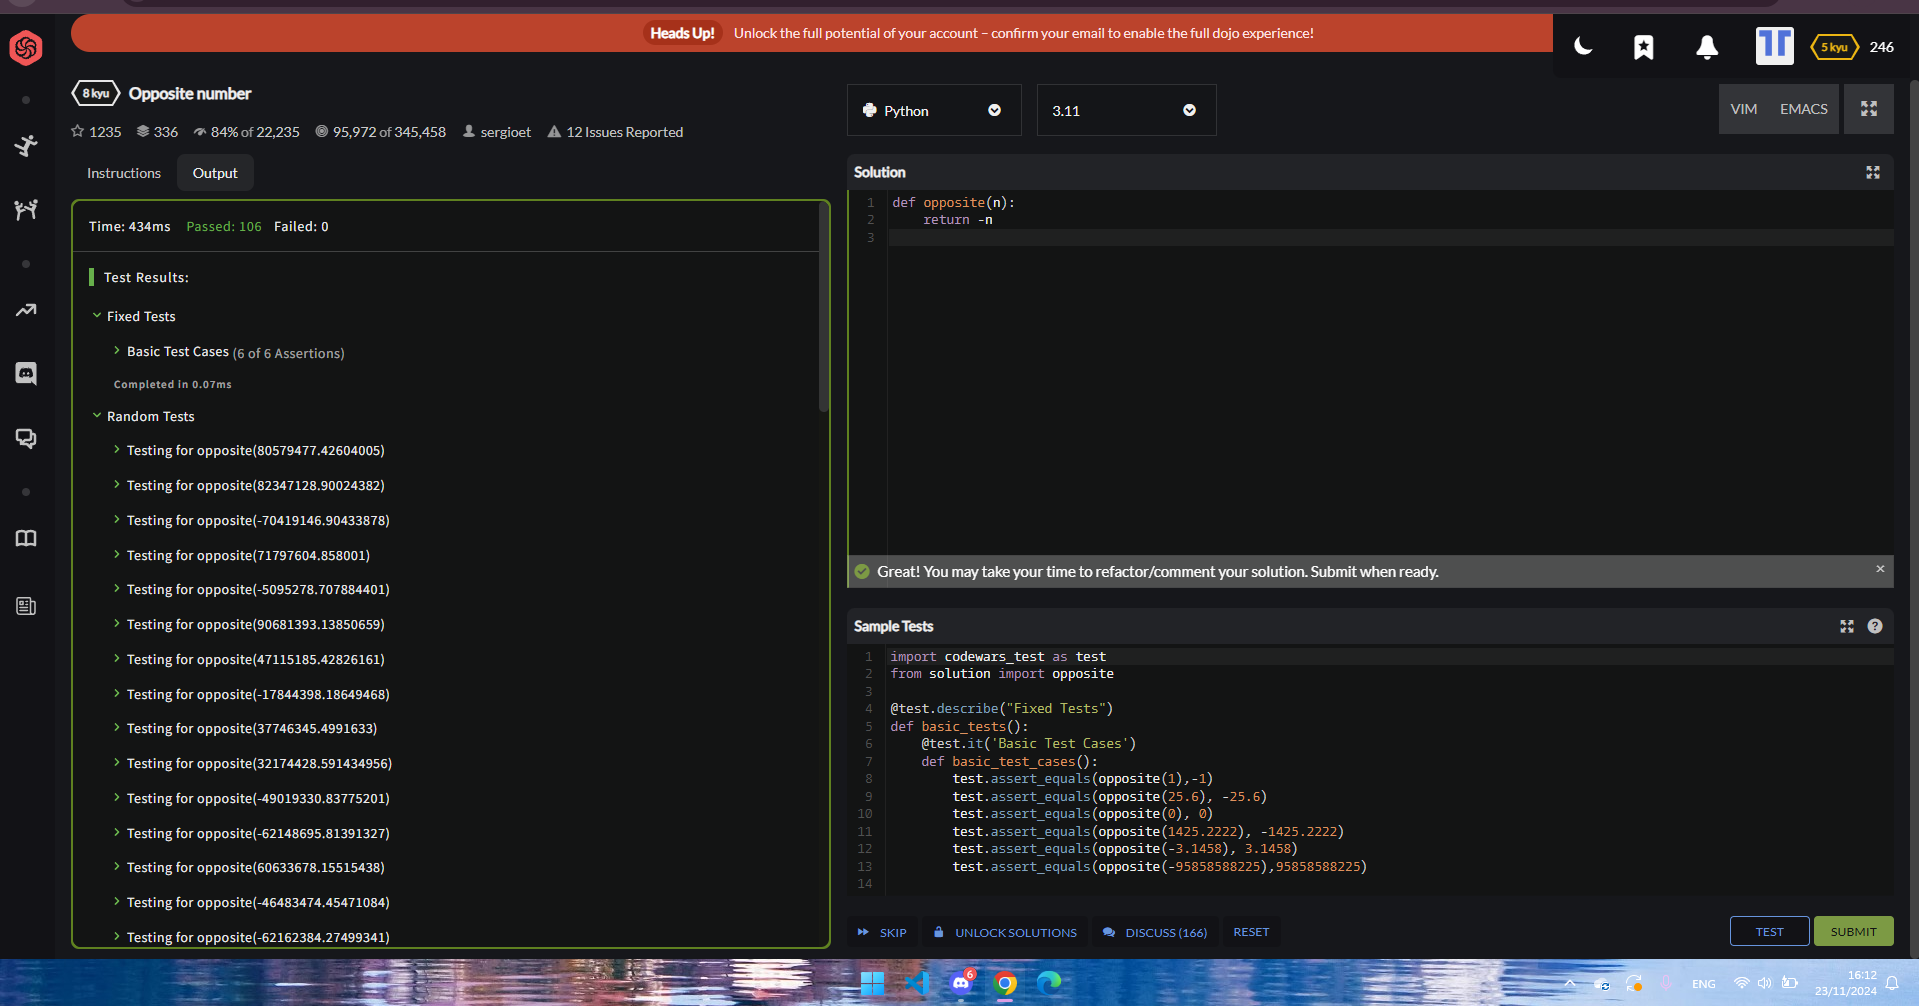 Heads Up! Unlock the full potential of your account – confirm your email to enable the full dojo experience!
5 kyu 246
8 kyu Opposite number
1235 336 84% of 22,235 95,972 of 345,458 sergioet 12 Issues Reported
Instructions Output
Time: 434ms Passed: 106 Failed: 0
Test Results:
Fixed Tests
Basic Test Cases (6 of 6 Assertions)
Completed in 0.07ms
Random Tests
Testing for opposite(80579477.42604005)
Testing for opposite(82347128.90024382)
Testing for opposite(-70419146.90433878)
Testing for opposite(71797604.858001)
Testing for opposite(-5095278.707884401)
Testing for opposite(90681393.13850659)
Testing for opposite(47115185.42826161)
Testing for opposite(-17844398.18649468)
Testing for opposite(37746345.4991633)
Testing for opposite(32174428.591434956)
Testing for opposite(-49019330.83775201)
Testing for opposite(-62148695.81391327)
Testing for opposite(60633678.15515438)
Testing for opposite(-46483474.45471084)
Testing for opposite(-62162384.27499341)
Python 3.11 VIM EMACS
Solution
1 def opposite(n):
2     return -n
3
Great! You may take your time to refactor/comment your solution. Submit when ready. ×
Sample Tests ?
1 import codewars_test as test
2 from solution import opposite
3
4 @test.describe("Fixed Tests")
5 def basic_tests():
6     @test.it('Basic Test Cases')
7     def basic_test_cases():
8         test.assert_equals(opposite(1),-1)
9         test.assert_equals(opposite(25.6), -25.6)
10         test.assert_equals(opposite(0), 0)
11         test.assert_equals(opposite(1425.2222), -1425.2222)
12         test.assert_equals(opposite(-3.1458), 3.1458)
13         test.assert_equals(opposite(-95858588225),95858588225)
14
SKIP UNLOCK SOLUTIONS DISCUSS (166) RESET TEST SUBMIT
6 ENG 16:12
23/11/2024